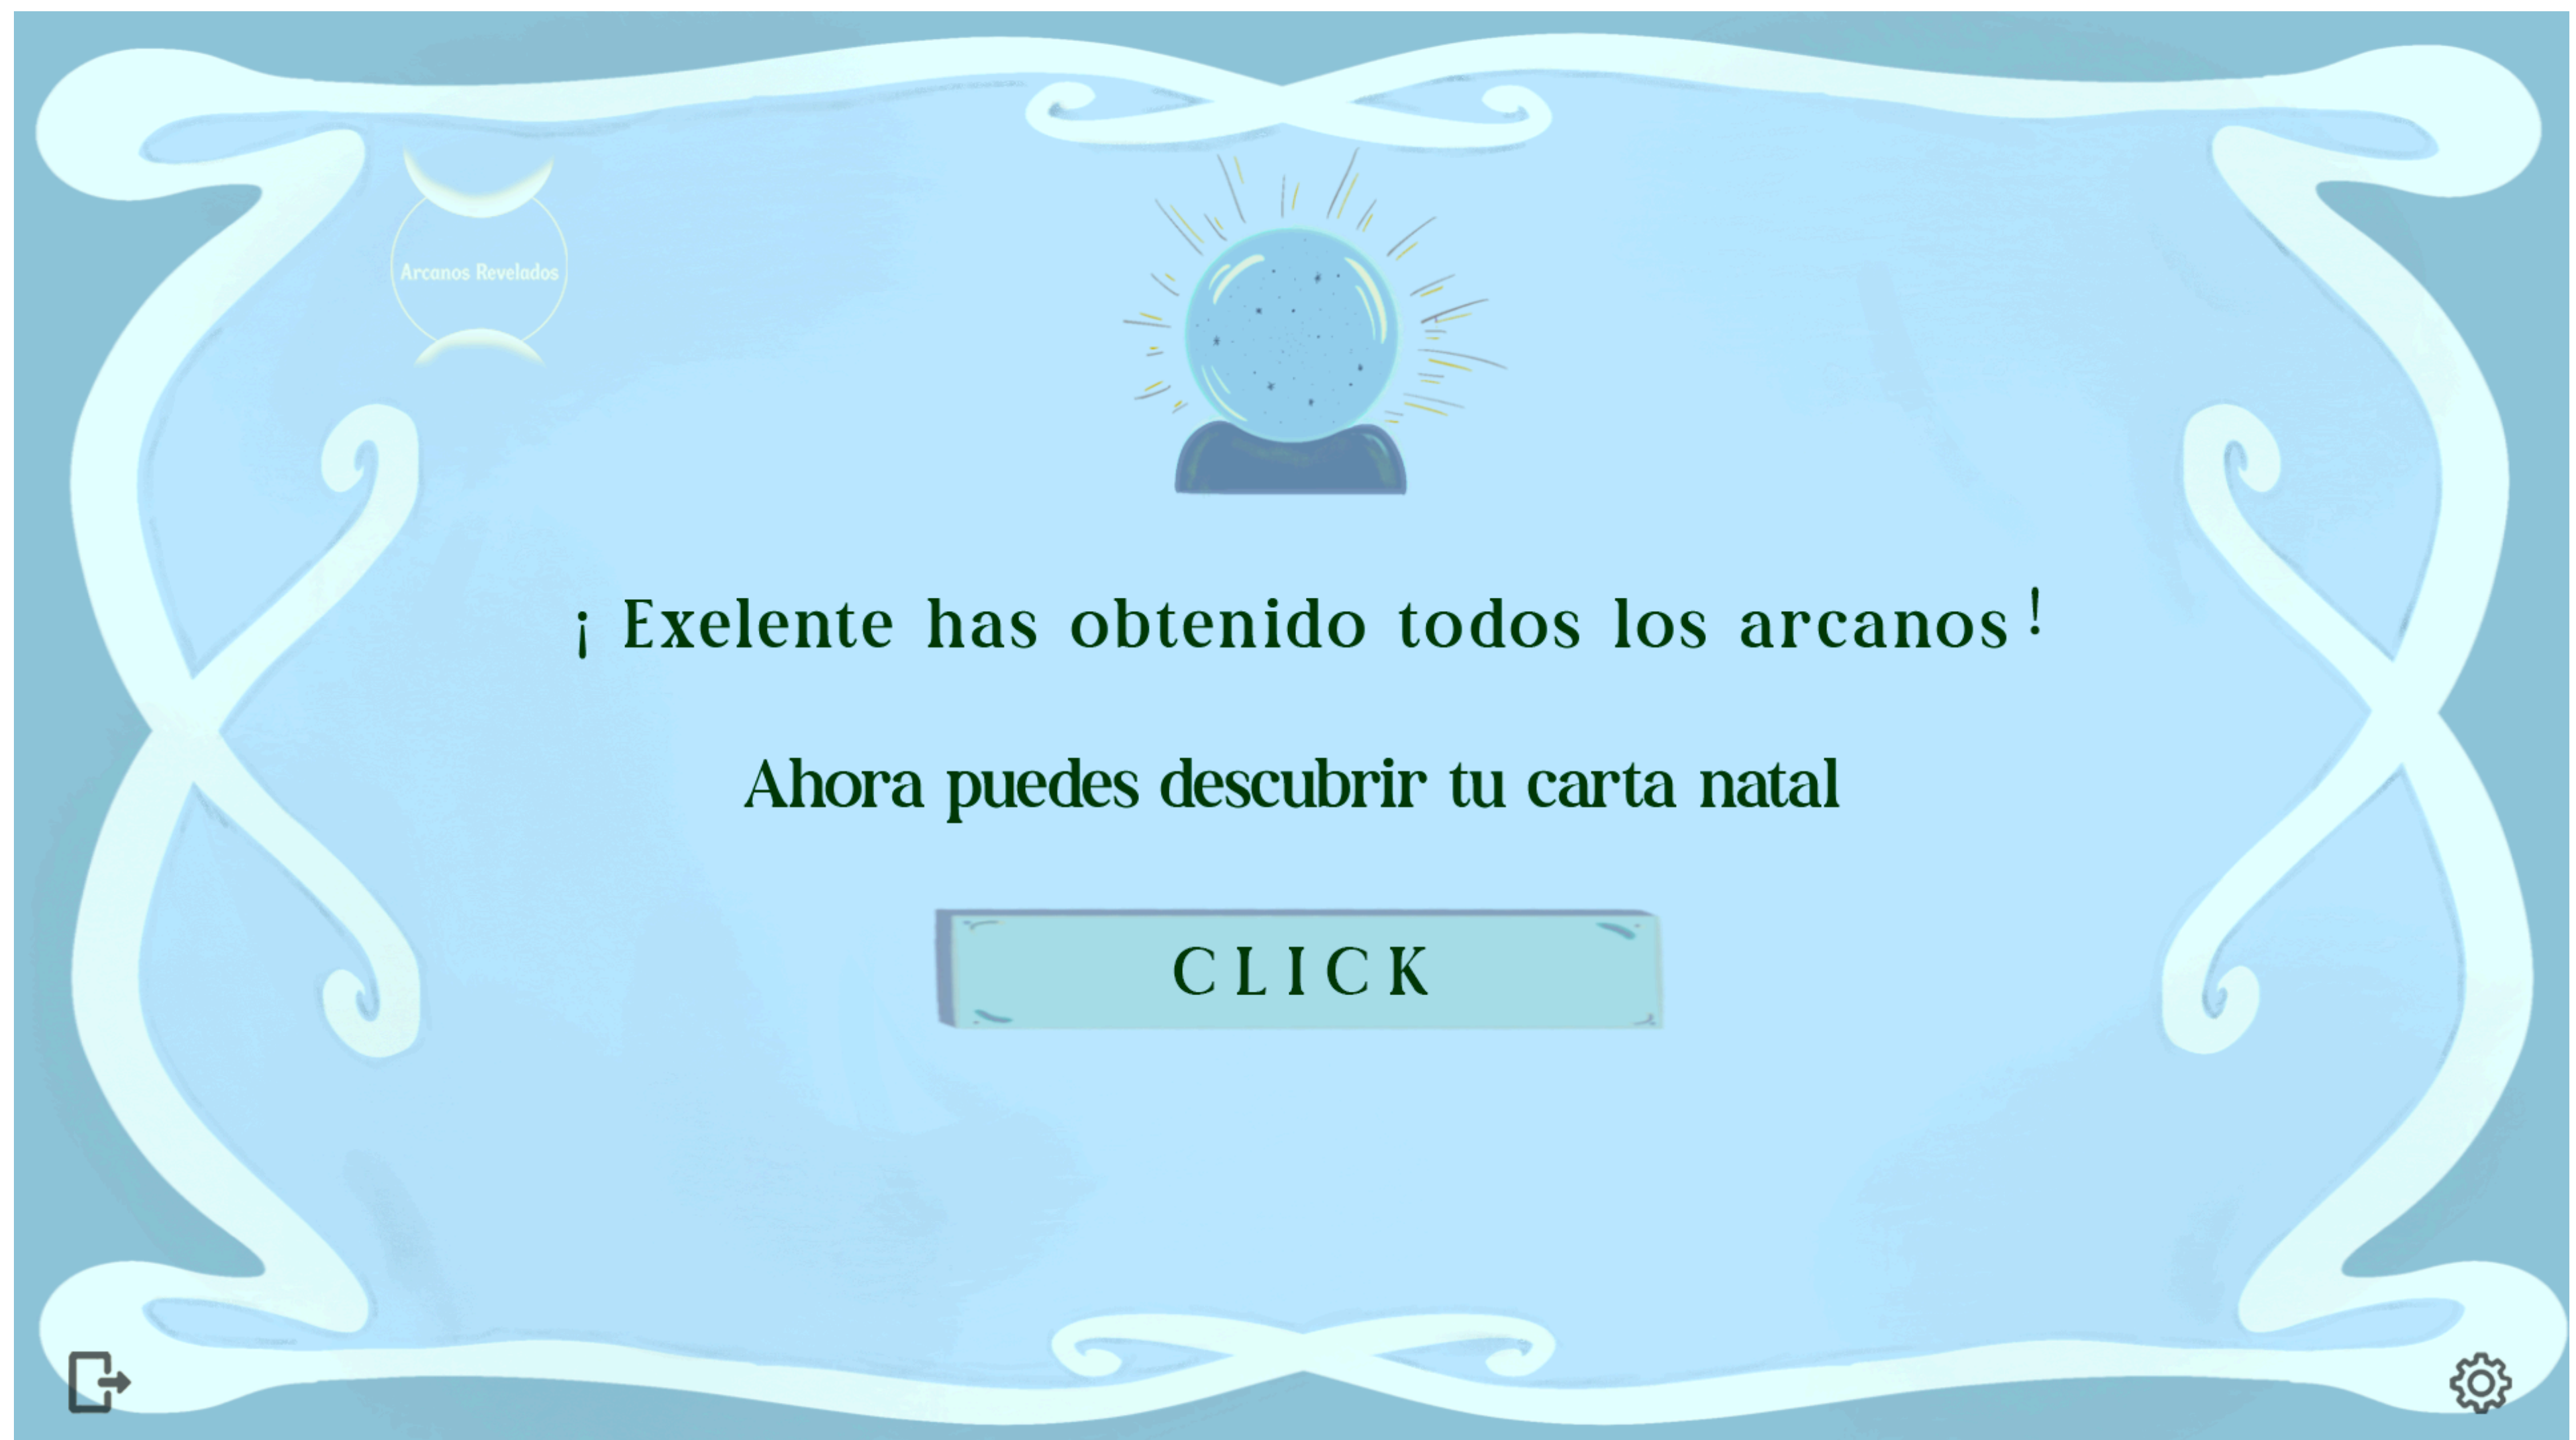 Arcanos Revelados
¡ Exelente has obtenido todos los arcanos !
Ahora puedes descubrir tu carta natal
CLICK